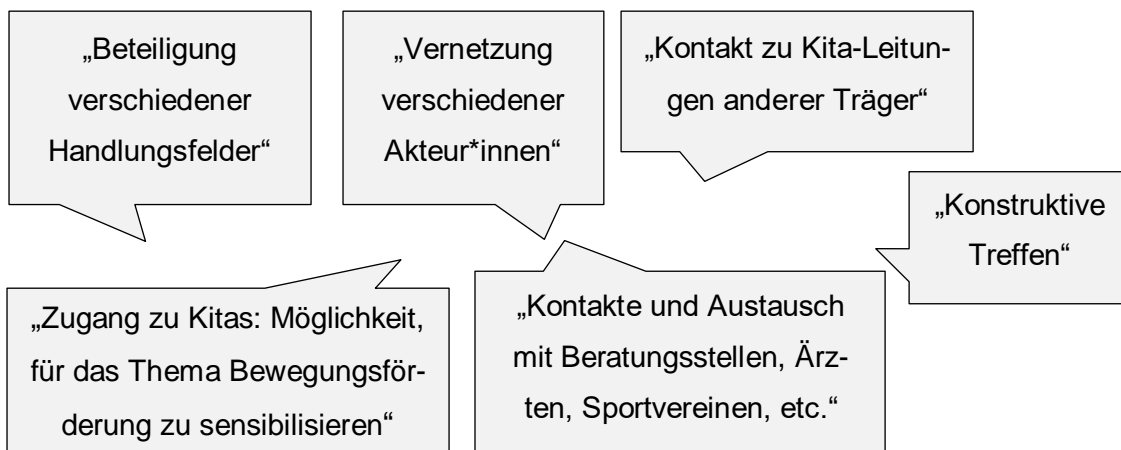 „Beteiligung
verschiedener
Handlungsfelder“
„Vernetzung
verschiedener
Akteur*innen“
„Kontakt zu Kita-Leitun-
gen anderer Träger“
„Konstruktive
Treffen“
„Zugang zu Kitas: Möglichkeit,
für das Thema Bewegungsför-
derung zu sensibilisieren“
„Kontakte und Austausch
mit Beratungsstellen, Ärz-
ten, Sportvereinen, etc.“